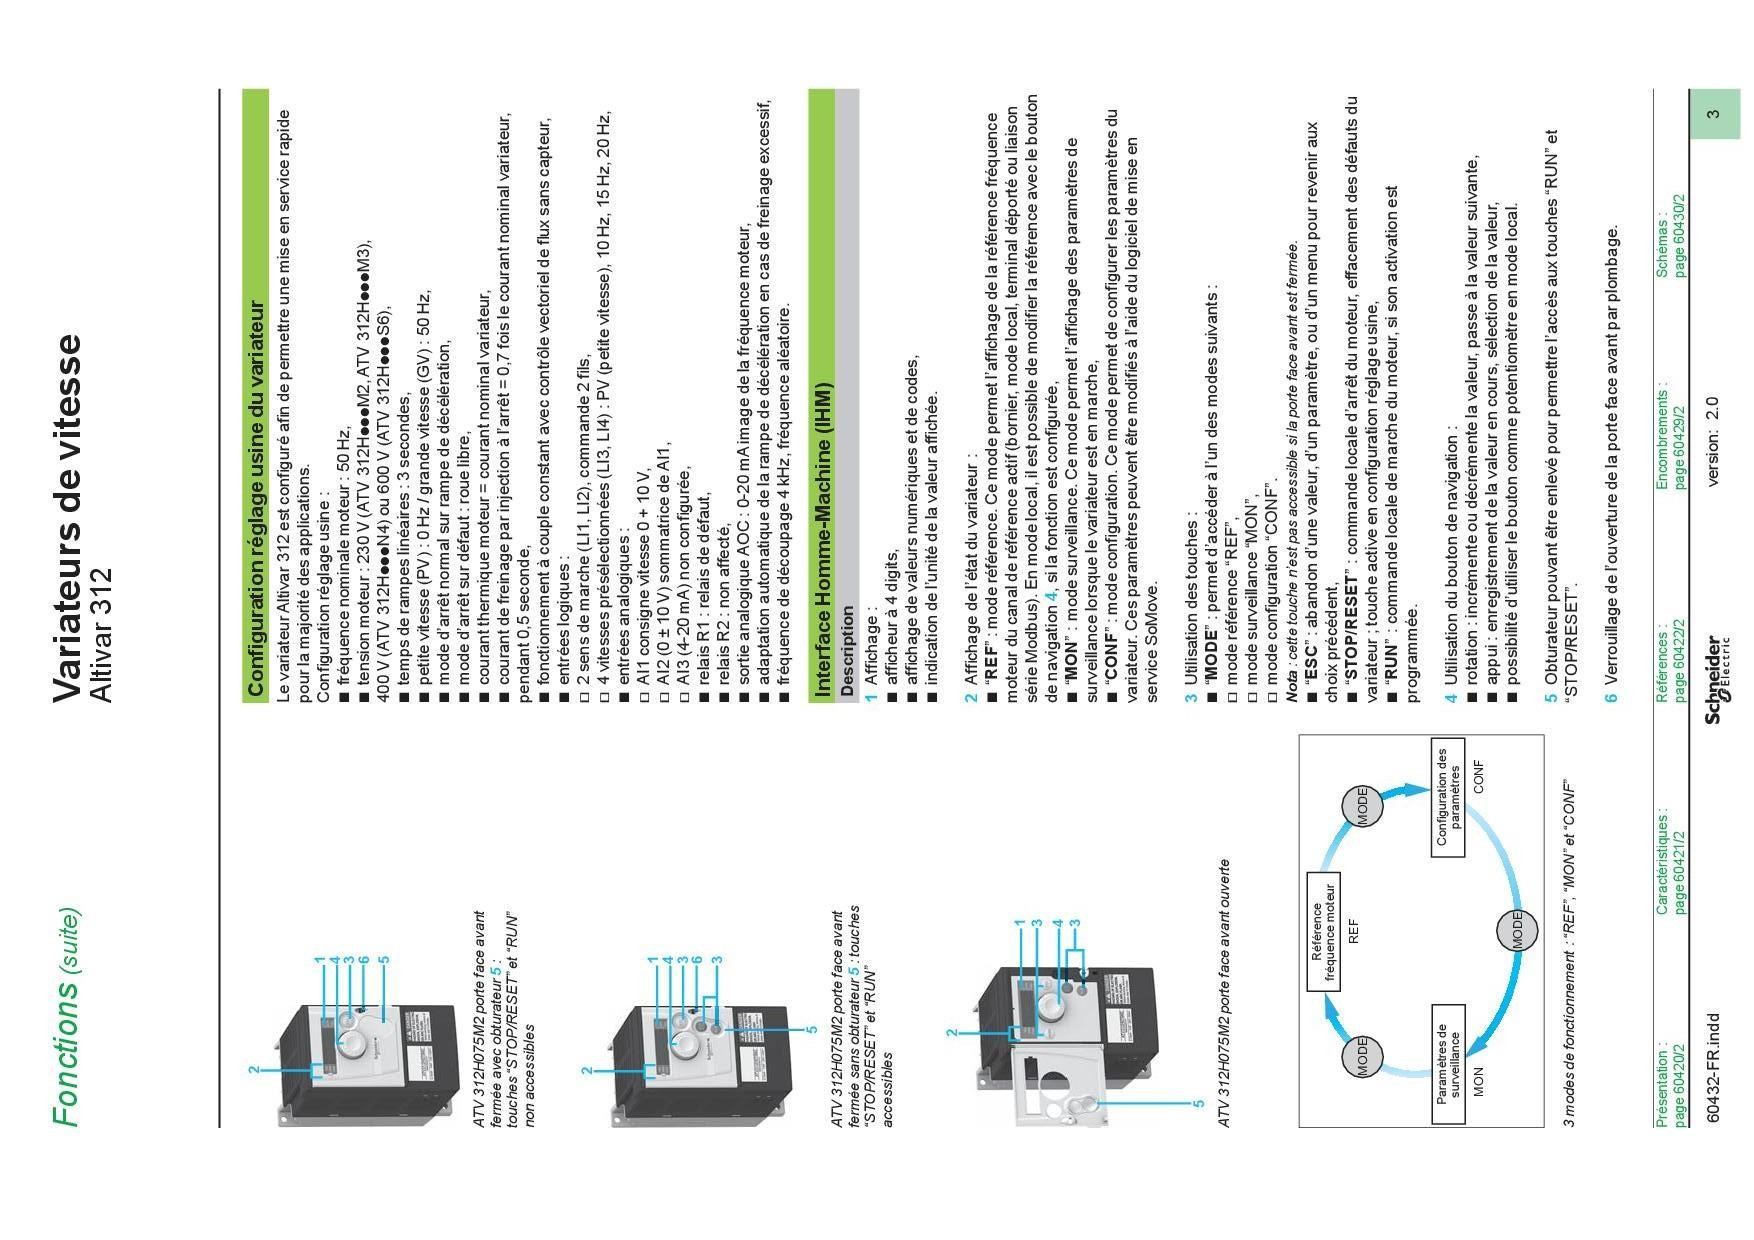 Fonctions (suite)
Variateurs de vitesse
Altivar 312
2
1
4
3
6
5
ATV 312H075M2 porte face avant
fermée avec obturateur 5 :
touches "STOP/RESET" et "RUN"
non accessibles
2
1
4
3
6
3
5
ATV 312H075M2 porte face avant
fermée sans obturateur 5 : touches
"STOP/RESET" et "RUN"
accessibles
2
1
3
4
3
6
5
ATV 312H075M2 porte face avant ouverte
Référence
fréquence moteur
REF
MODE
MODE
Paramètres de
surveillance
MON
Configuration des
paramètres
CONF
MODE
3 modes de fonctionnement : "REF", "MON" et "CONF"
Configuration réglage usine du variateur
Le variateur Altivar 312 est configuré afin de permettre une mise en service rapide
pour la majorité des applications.
Configuration réglage usine :
■ fréquence nominale moteur : 50 Hz,
■ tension moteur : 230 V (ATV 312H●●●M2, ATV 312H●●●M3),
400 V (ATV 312H●●●N4) ou 600 V (ATV 312H●●●S6),
■ temps de rampes linéaires : 3 secondes,
■ petite vitesse (PV) : 0 Hz / grande vitesse (GV) : 50 Hz,
■ mode d'arrêt normal sur rampe de décélération,
■ mode d'arrêt sur défaut : roue libre,
■ courant thermique moteur = courant nominal variateur,
■ courant de freinage par injection à l'arrêt = 0,7 fois le courant nominal variateur,
pendant 0,5 seconde,
■ fonctionnement à couple constant avec contrôle vectoriel de flux sans capteur,
■ entrées logiques :
□ 2 sens de marche (LI1, LI2), commande 2 fils,
□ 4 vitesses présélectionnées (LI3, LI4) : PV (petite vitesse), 10 Hz, 15 Hz, 20 Hz,
■ entrées analogiques :
□ AI1 consigne vitesse 0 + 10 V,
□ AI2 (0 ± 10 V) sommatrice de AI1,
□ AI3 (4-20 mA) non configurée,
■ relais R1 : relais de défaut,
■ relais R2 : non affecté,
■ sortie analogique AOC : 0-20 mA image de la fréquence moteur,
■ adaptation automatique de la rampe de décélération en cas de freinage excessif,
■ fréquence de découpage 4 kHz, fréquence aléatoire.
Interface Homme-Machine (IHM)
Description
1 Affichage :
■ afficheur à 4 digits,
■ affichage de valeurs numériques et de codes,
■ indication de l'unité de la valeur affichée.
2 Affichage de l'état du variateur :
■ "REF" : mode référence. Ce mode permet l'affichage de la référence fréquence
moteur du canal de référence actif (bornier, mode local, terminal déporté ou liaison
série Modbus). En mode local, il est possible de modifier la référence avec le bouton
de navigation 4, si la fonction est configurée,
■ "MON" : mode surveillance. Ce mode permet l'affichage des paramètres de
surveillance lorsque le variateur est en marche,
■ "CONF" : mode configuration. Ce mode permet de configurer les paramètres du
variateur. Ces paramètres peuvent être modifiés à l'aide du logiciel de mise en
service SoMove.
3 Utilisation des touches :
■ "MODE" : permet d'accéder à l'un des modes suivants :
□ mode référence "REF",
□ mode surveillance "MON",
□ mode configuration "CONF".
Nota : cette touche n'est pas accessible si la porte face avant est fermée.
■ "ESC" : abandon d'une valeur, d'un paramètre, ou d'un menu pour revenir aux
choix précédent,
■ "STOP/RESET" : commande locale d'arrêt du moteur, effacement des défauts du
variateur ; touche active en configuration réglage usine,
■ "RUN" : commande locale de marche du moteur, si son activation est
programmée.
4 Utilisation du bouton de navigation :
■ rotation : incrémente ou décrémente la valeur, passe à la valeur suivante,
■ appui : enregistrement de la valeur en cours, sélection de la valeur,
■ possibilité d'utiliser le bouton comme potentiomètre en mode local.
5 Obturateur pouvant être enlevé pour permettre l'accès aux touches "RUN" et
"STOP/RESET".
6 Verrouillage de l'ouverture de la porte face avant par plombage.
Présentation :
page 60420/2
Caractéristiques :
page 60421/2
Références :
page 60422/2
Encombrements :
page 60429/2
Schémas :
page 60430/2
60432-FR.indd
Schneider
Electric
version: 2.0
3